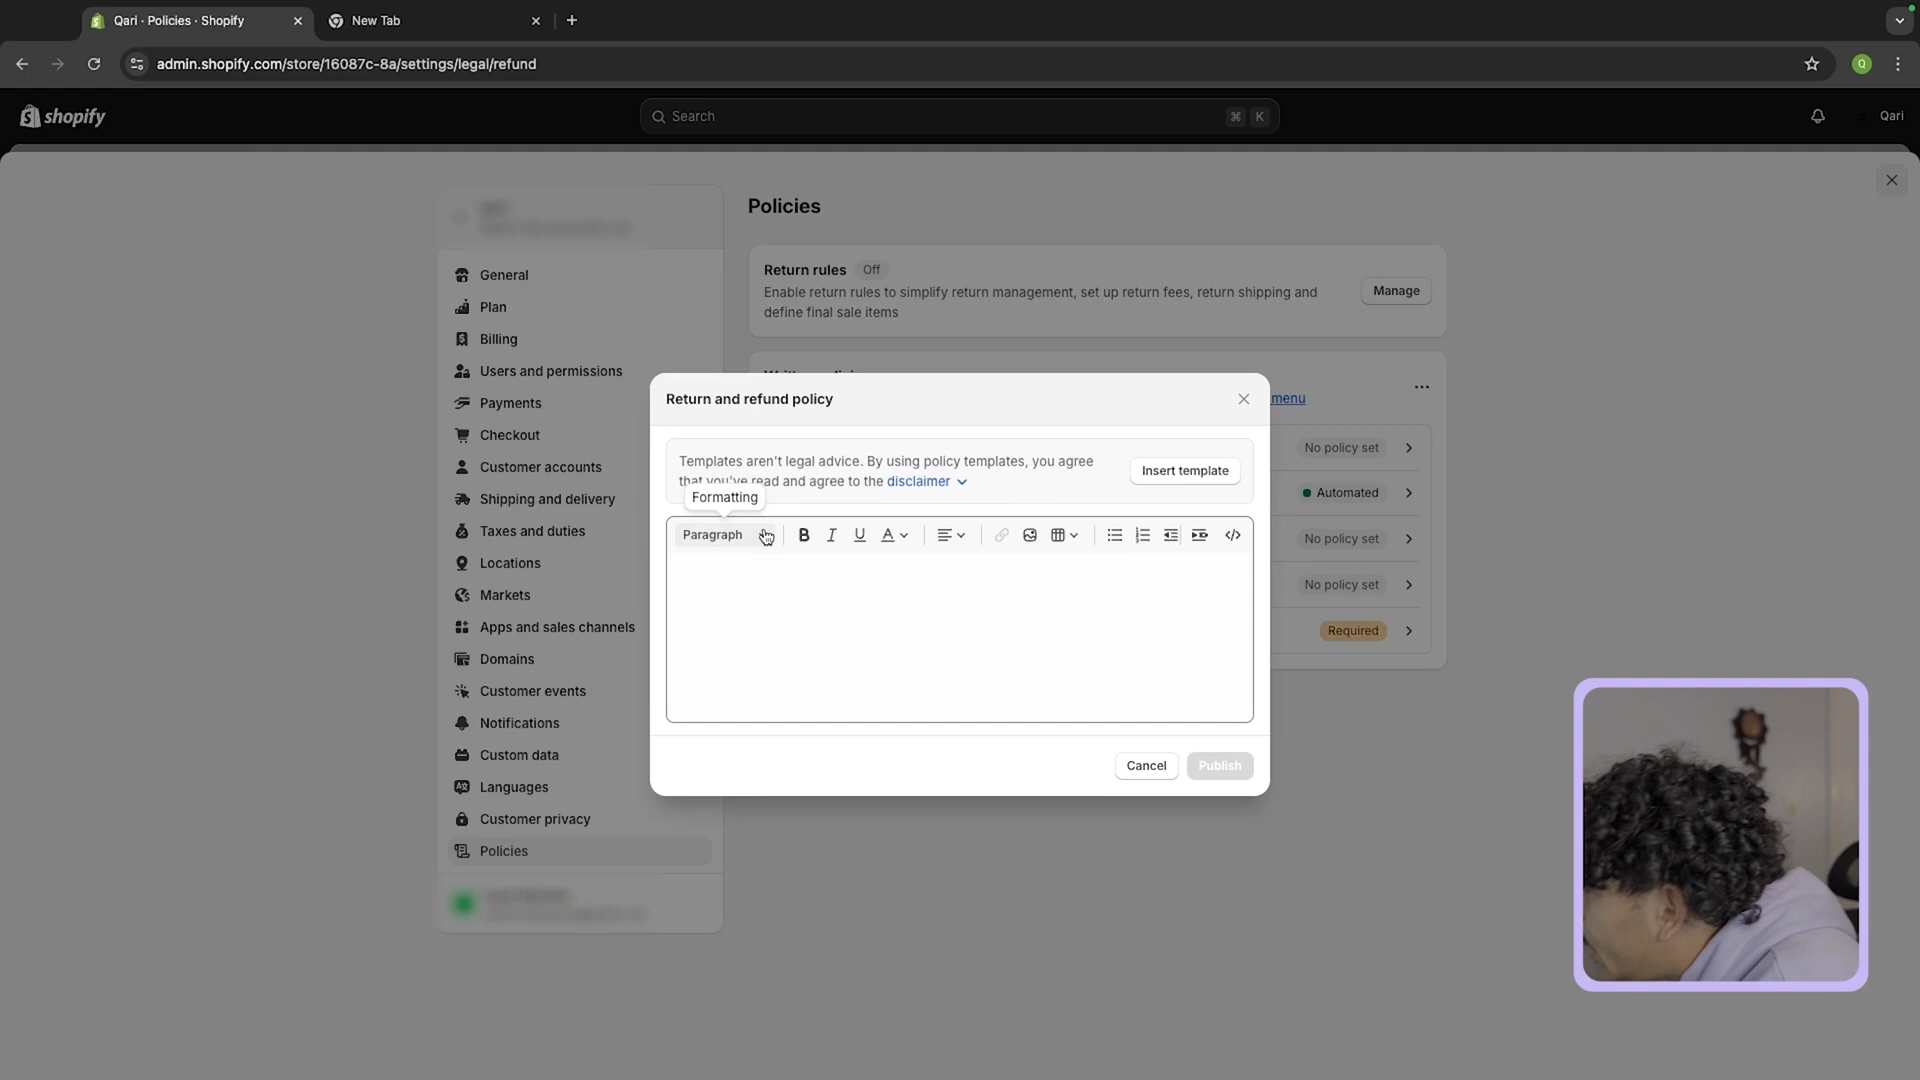 Qari · Policies · Shopify
New Tab
admin.shopify.com/store/16087c-8a/settings/legal/refund
Q
shopify
Search
⌘ K
Qari
General
Plan
Billing
Users and permissions
Payments
Checkout
Customer accounts
Shipping and delivery
Taxes and duties
Locations
Markets
Apps and sales channels
Domains
Customer events
Notifications
Custom data
Languages
Customer privacy
Policies
Policies
Return rules Off
Enable return rules to simplify return management, set up return fees, return shipping and
define final sale items
Manage
menu
No policy set
Automated
No policy set
No policy set
Required
Return and refund policy
Templates aren't legal advice. By using policy templates, you agree
that you've read and agree to the disclaimer
Insert template
Formatting
Paragraph
B I U A
Cancel
Publish